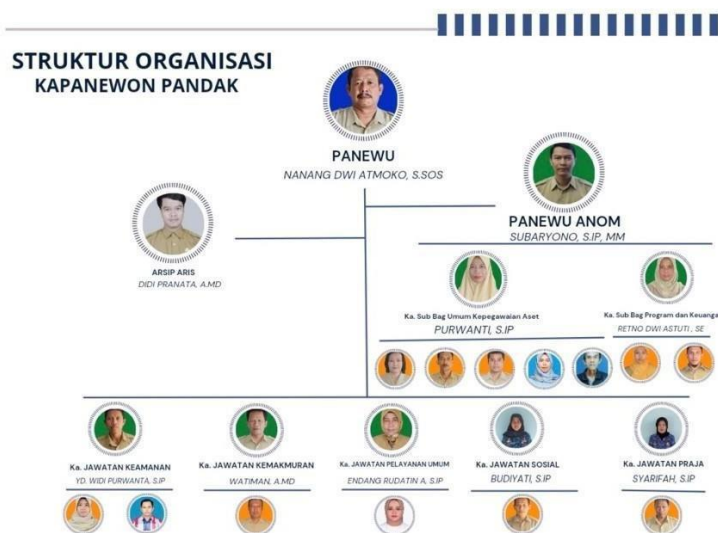 STRUKTUR ORGANISASI
KAPANEWON PANDAK
PANEWU
NANANG DWI ATMOKO, S.SOS
PANEWU ANOM
SUBARYONO, S.IP, MM
ARSIP ARIS
DIDI PRANATA, A.MD
Ka. Sub Bag Umum Kepegawaian Aset
PURWANTI, S.IP
Ka. Sub Bag Program dan Keuanga
RETNO DWI ASTUTI , SE
Ka. JAWATAN KEAMANAN
YD. WIDI PURWANTA, S.IP
Ka. JAWATAN KEMAKMURAN
WATIMAN, A.MD
Ka. JAWATAN PELAYANAN UMUM
ENDANG RUDATIN A, S.IP
Ka. JAWATAN SOSIAL
BUDIYATI, S.IP
Ka. JAWATAN PRAJA
SYARIFAH, S.IP